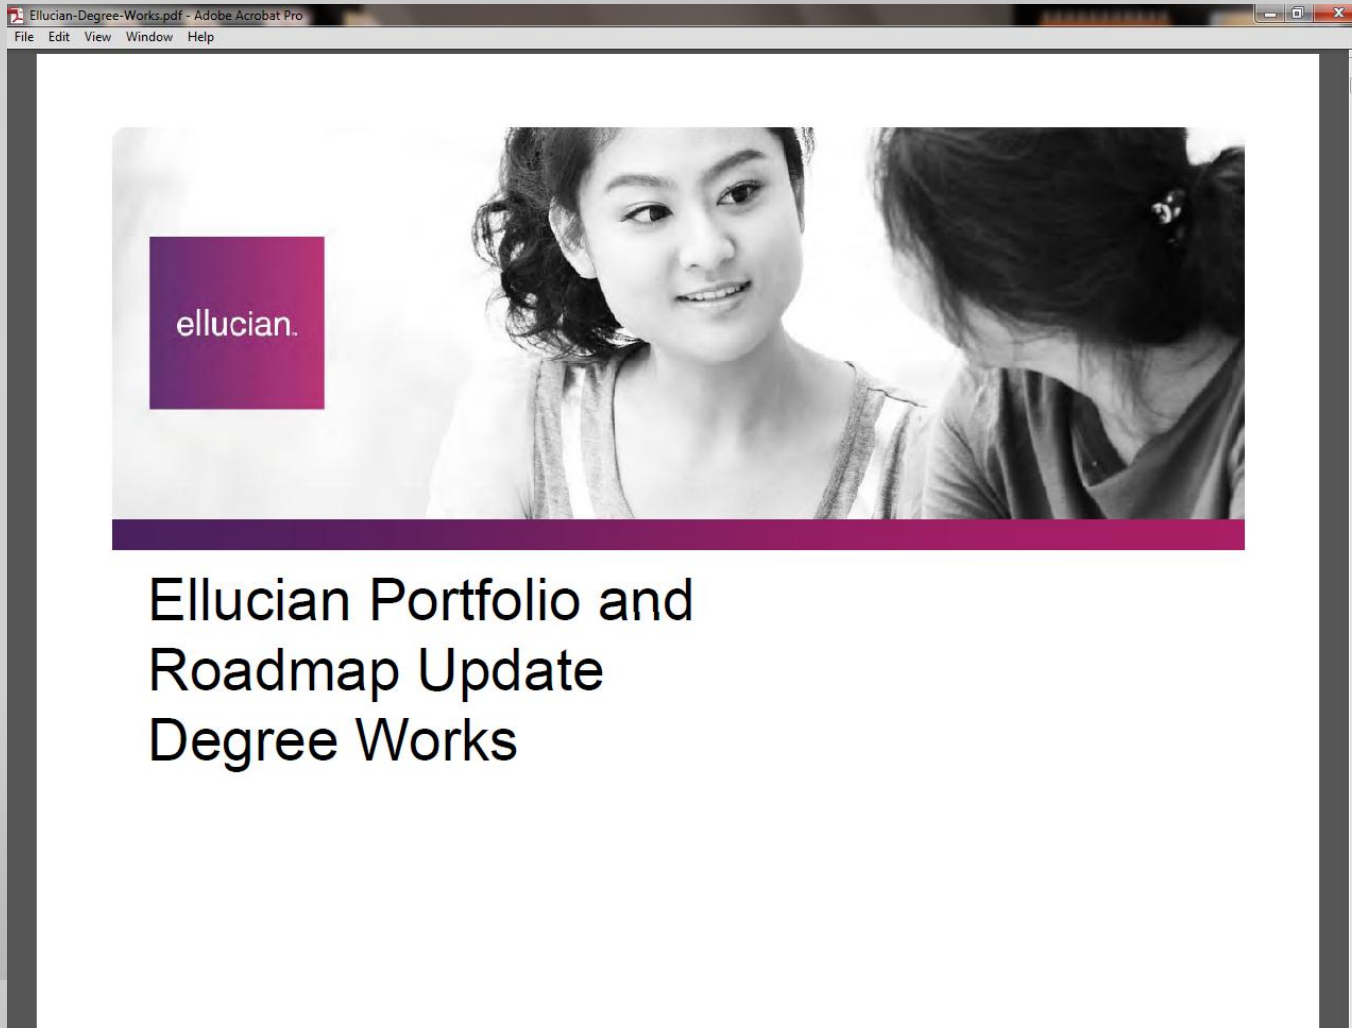 Ellucian-Degree-Works.pdf - Adobe Acrobat Pro
File Edit View Window Help
ellucian™
Ellucian Portfolio and
Roadmap Update
Degree Works